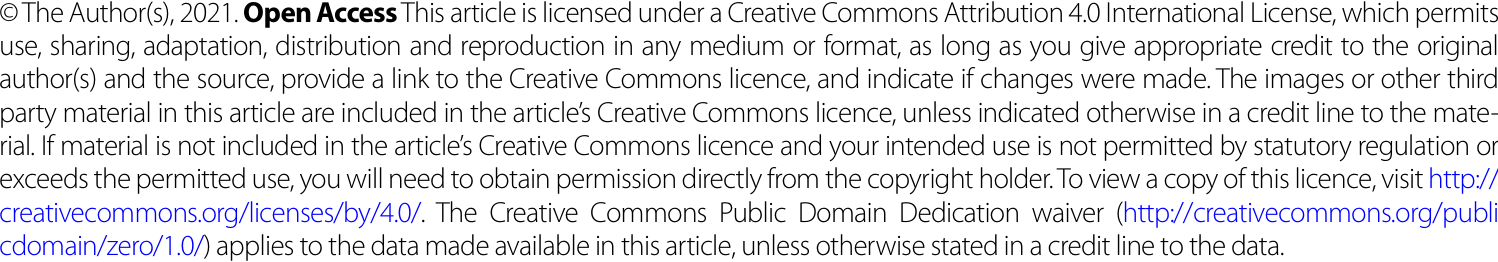 © The Author(s), 2021. Open Access This article is licensed under a Creative Commons Attribution 4.0 International License, which permits
use, sharing, adaptation, distribution and reproduction in any medium or format, as long as you give appropriate credit to the original
author(s) and the source, provide a link to the Creative Commons licence, and indicate if changes were made. The images or other third
party material in this article are included in the article’s Creative Commons licence, unless indicated otherwise in a credit line to the mate-
rial. If material is not included in the article’s Creative Commons licence and your intended use is not permitted by statutory regulation or
exceeds the permitted use, you will need to obtain permission directly from the copyright holder. To view a copy of this licence, visit http://
creativecommons.org/licenses/by/4.0/. The Creative Commons Public Domain Dedication waiver (http://creativecommons.org/publi
cdomain/zero/1.0/) applies to the data made available in this article, unless otherwise stated in a credit line to the data.